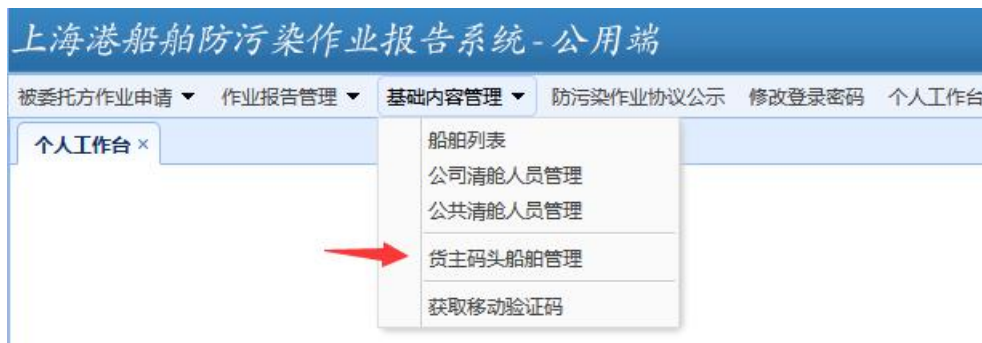 上海港船舶防污染作业报告系统-公用端
被委托方作业申请 作业报告管理 基础内容管理 防污染作业协议公示 修改登录密码 个人工作台
个人工作台
船舶列表
公司清舱人员管理
公共清舱人员管理
货主码头船舶管理
获取移动验证码